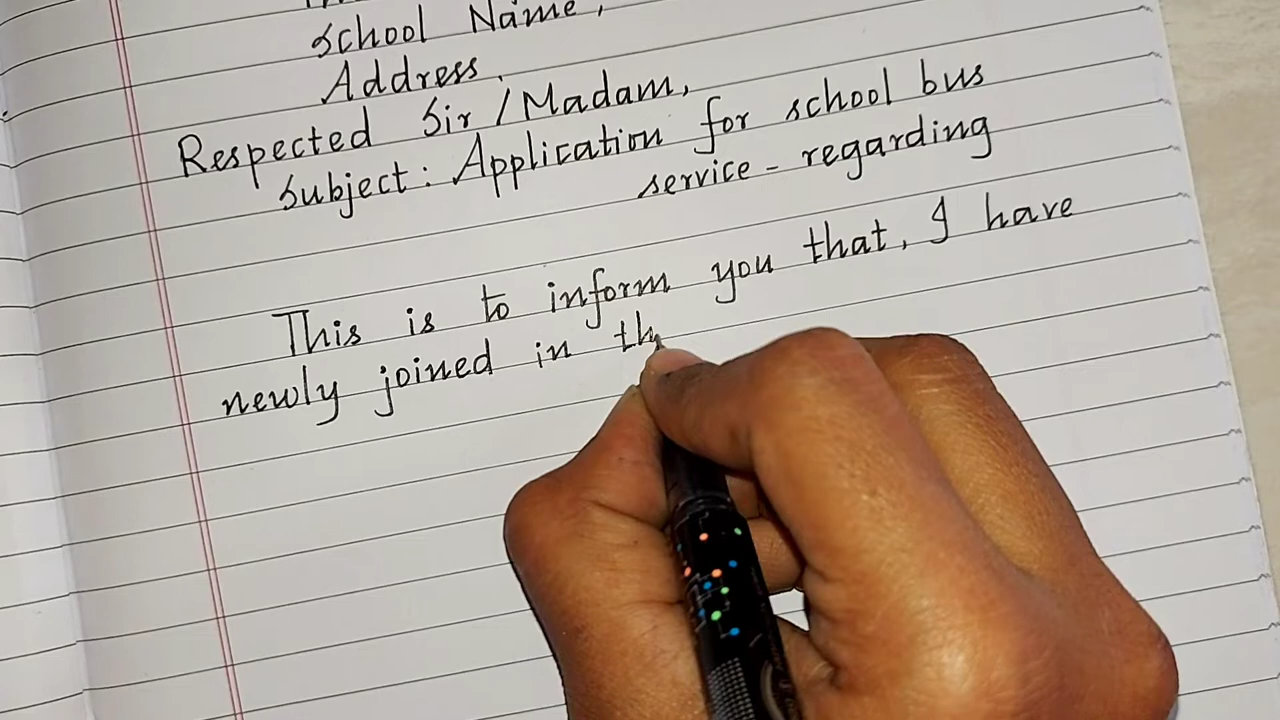 School Name,
Address.
Respected Sir/Madam,
Subject: Application for school bus
service - regarding
This is to inform you that, I have
newly joined in th